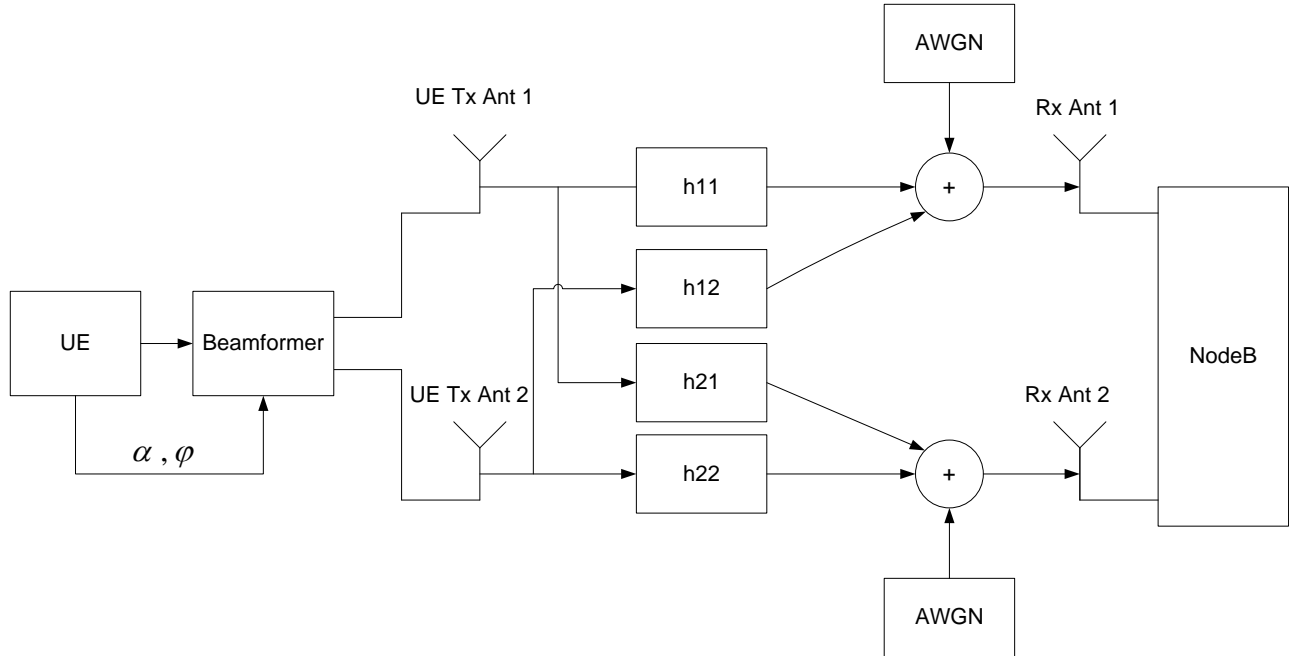 AWGN
UE Tx Ant 1
Rx Ant 1
h11
+
h12
UE
Beamformer
NodeB
h21
UE Tx Ant 2
Rx Ant 2
α , φ
h22
+
AWGN